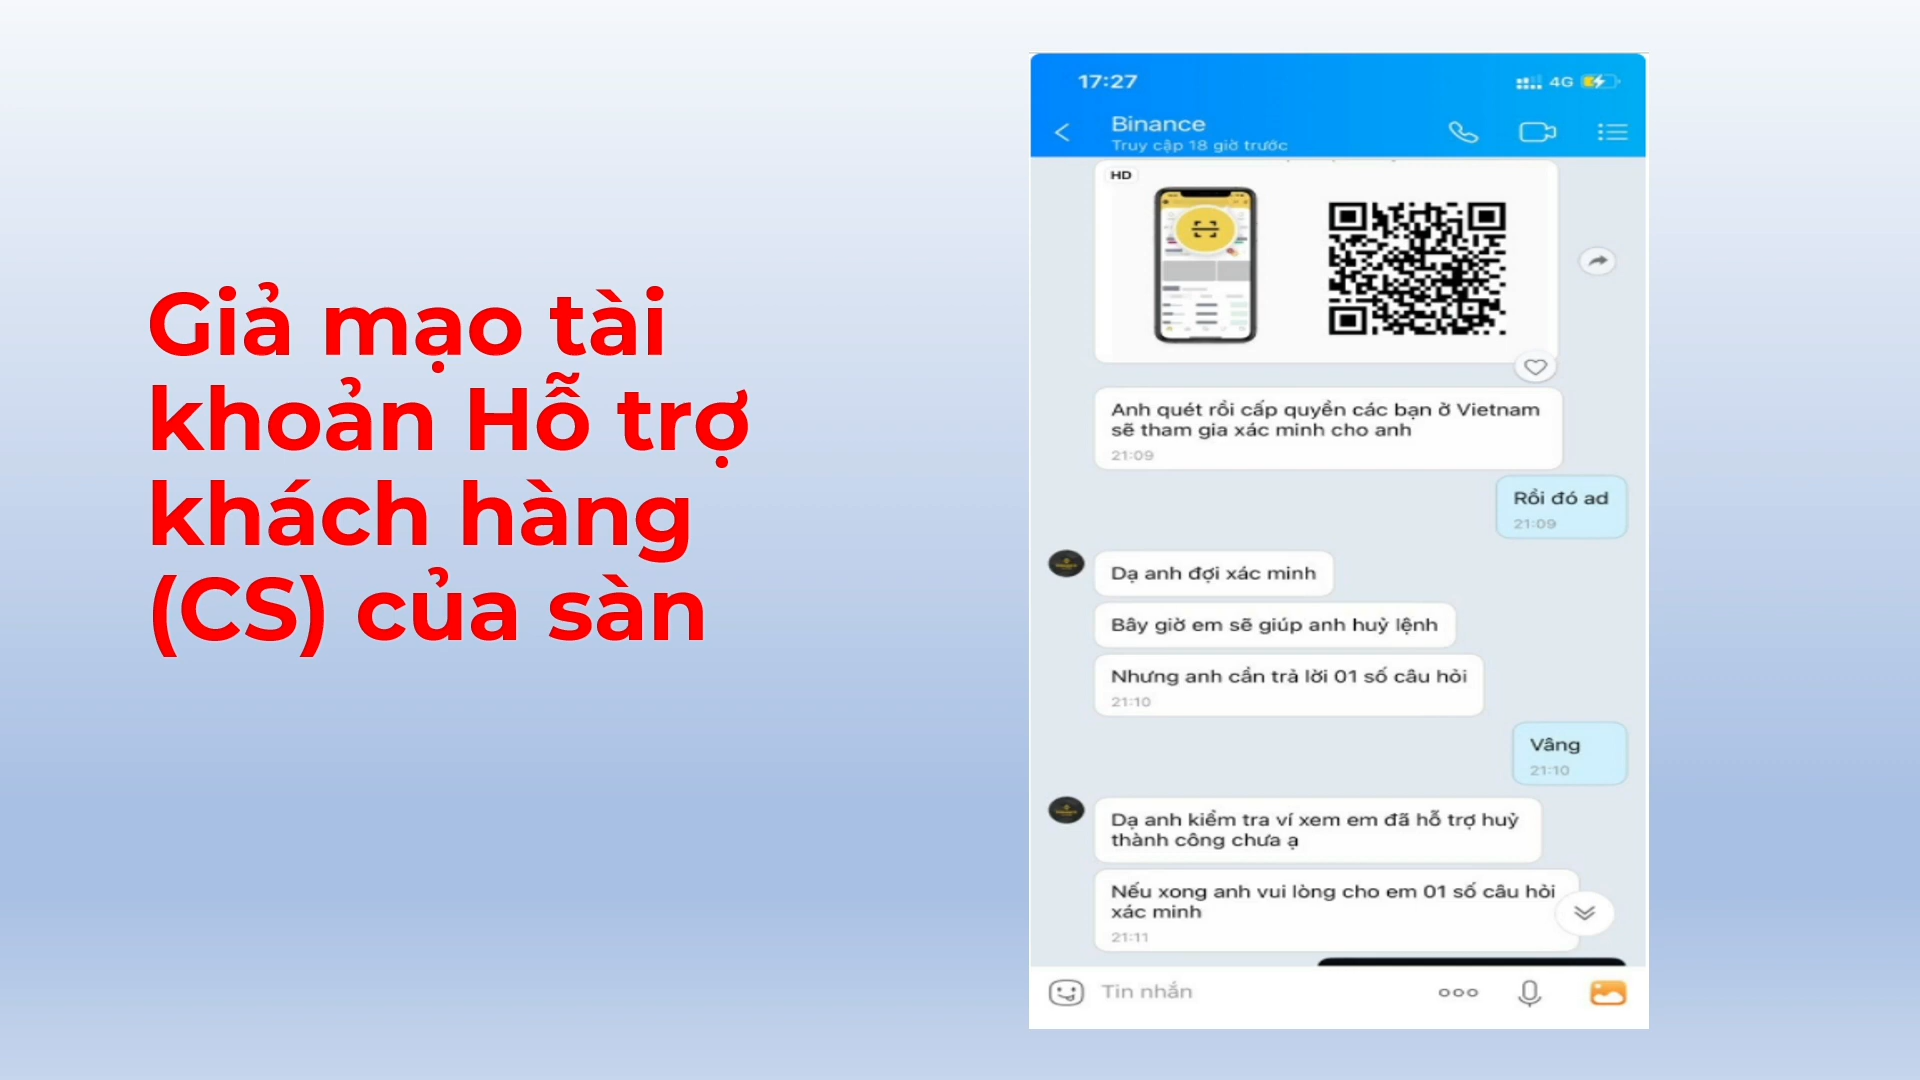 Giả mạo tài
khoản Hỗ trợ
khách hàng
(CS) của sàn
17:27
4G
Binance
Truy cập 18 giờ trước
HD
Anh quét rồi cấp quyền các bạn ở Vietnam
sẽ tham gia xác minh cho anh
21:09
Rồi đó ad
21:09
Dạ anh đợi xác minh
Bây giờ em sẽ giúp anh huỷ lệnh
Nhưng anh cần trả lời 01 số câu hỏi
21:10
Vâng
21:10
Dạ anh kiểm tra ví xem em đã hỗ trợ huỷ
thành công chưa ạ
Nếu xong anh vui lòng cho em 01 số câu hỏi
xác minh
21:11
Tin nhắn